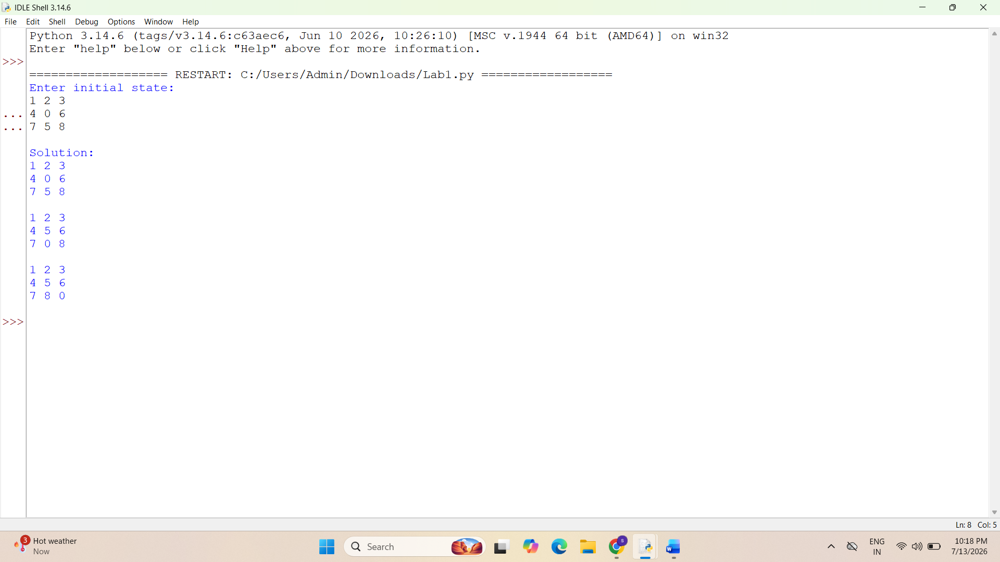 IDLE Shell 3.14.6
File Edit Shell Debug Options Window Help
Python 3.14.6 (tags/v3.14.6:c63aec6, Jun 10 2026, 10:26:10) [MSC v.1944 64 bit (AMD64)] on win32
Enter "help" below or click "Help" above for more information.
>>>
=================== RESTART: C:/Users/Admin/Downloads/Lab1.py ==================
Enter initial state:
1 2 3
... 4 0 6
... 7 5 8
Solution:
1 2 3
4 0 6
7 5 8
1 2 3
4 5 6
7 0 8
1 2 3
4 5 6
7 8 0
>>>
Ln: 8 Col: 5
3
Hot weather
Now
Search
S
W
ENG
IN
10:18 PM
7/13/2026